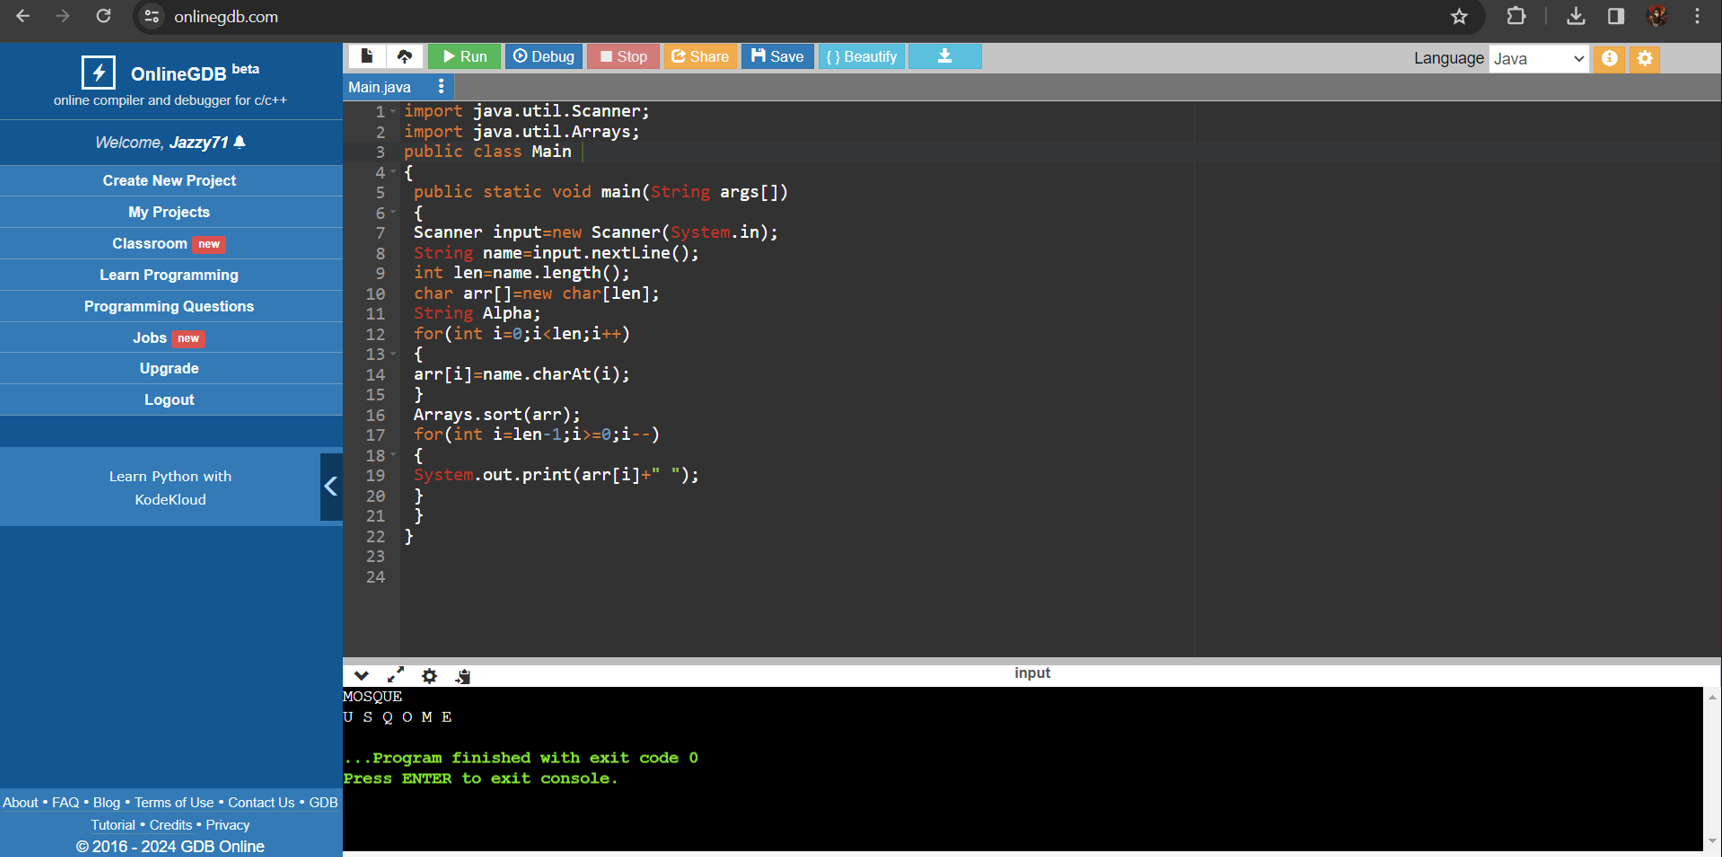 onlinegdb.com
OnlineGDB beta
online compiler and debugger for c/c++
Welcome, Jazzy71
Create New Project
My Projects
Classroom new
Learn Programming
Programming Questions
Jobs new
Upgrade
Logout
Learn Python with
KodeKloud
About • FAQ • Blog • Terms of Use • Contact Us • GDB
Tutorial • Credits • Privacy
© 2016 - 2024 GDB Online
Run Debug Stop Share Save { } Beautify Language Java
Main.java
1 import java.util.Scanner;
2 import java.util.Arrays;
3 public class Main
4 {
5 public static void main(String args[])
6 {
7 Scanner input=new Scanner(System.in);
8 String name=input.nextLine();
9 int len=name.length();
10 char arr[]=new char[len];
11 String Alpha;
12 for(int i=0;i<len;i++)
13 {
14 arr[i]=name.charAt(i);
15 }
16 Arrays.sort(arr);
17 for(int i=len-1;i>=0;i--)
18 {
19 System.out.print(arr[i]+" ");
20 }
21 }
22 }
23
24
input
MOSQUE
U S Q O M E
...Program finished with exit code 0
Press ENTER to exit console.